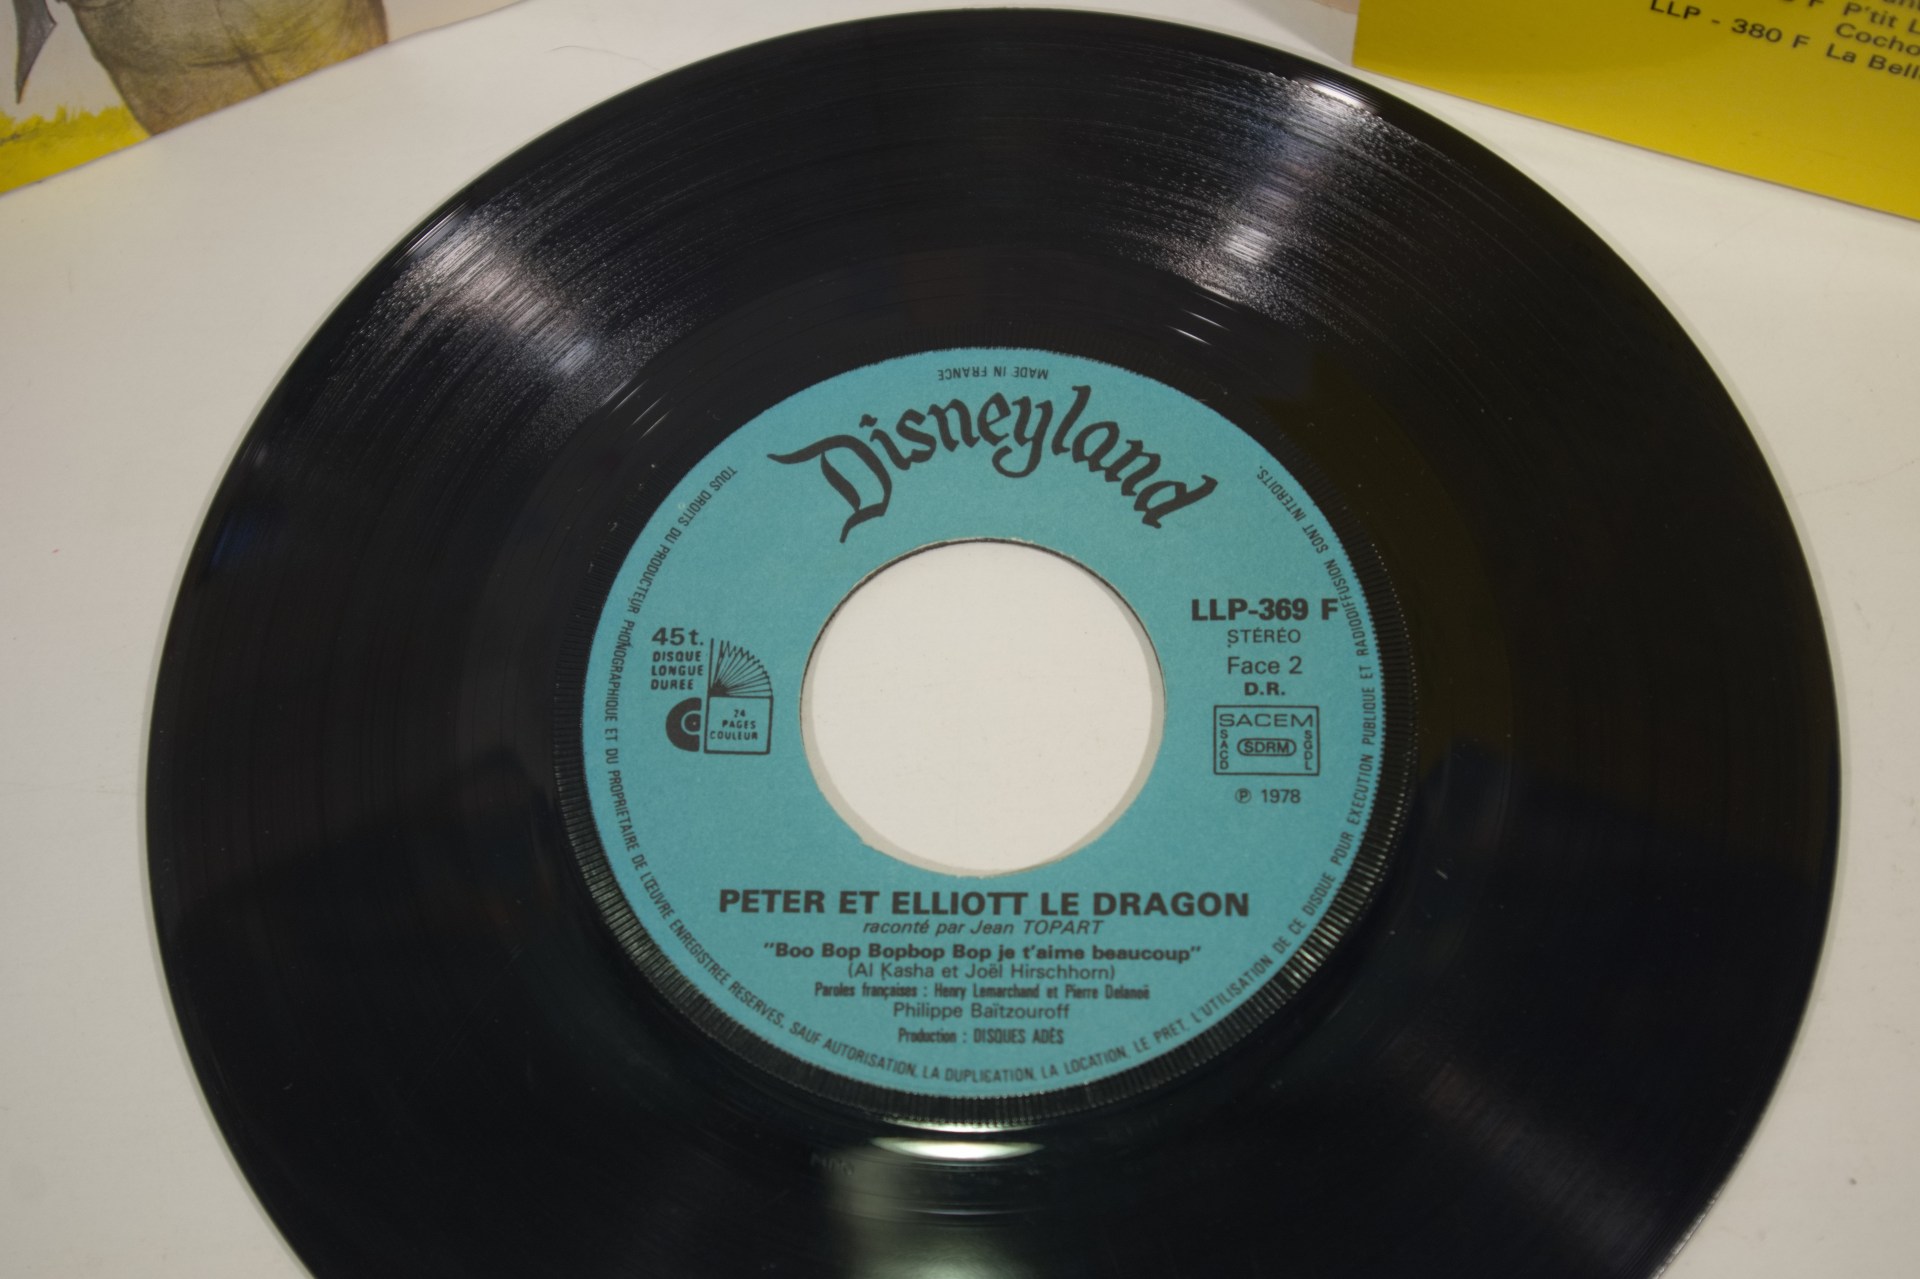 LLP - 380 F
P'tit L
Cocho
La Bell
MADE IN FRANCE
Disneyland
TOUS DROITS DU PRODUCTEUR PHONOGRAPHIQUE ET DU PROPRIETAIRE DE L'ŒUVRE ENREGISTREE RESERVES. SAUF AUTORISATION, LA DUPLICATION, LA LOCATION, LE PRET, L'UTILISATION DE CE DISQUE POUR EXECUTION PUBLIQUE ET RADIODIFFUSION SONT INTERDITS.
45 t.
DISQUE
LONGUE
DUREE
24
PAGES
COULEUR
LLP-369 F
STÉRÉO
Face 2
D.R.
SACEM
SACD
SDRM
SGDL
℗ 1978
PETER ET ELLIOTT LE DRAGON
raconté par Jean TOPART
"Boo Bop Bopbop Bop je t'aime beaucoup"
(Al Kasha et Joël Hirschhorn)
Paroles françaises : Henry Lemarchand et Pierre Delanoë
Philippe Baïtzouroff
Production : DISQUES ADÈS